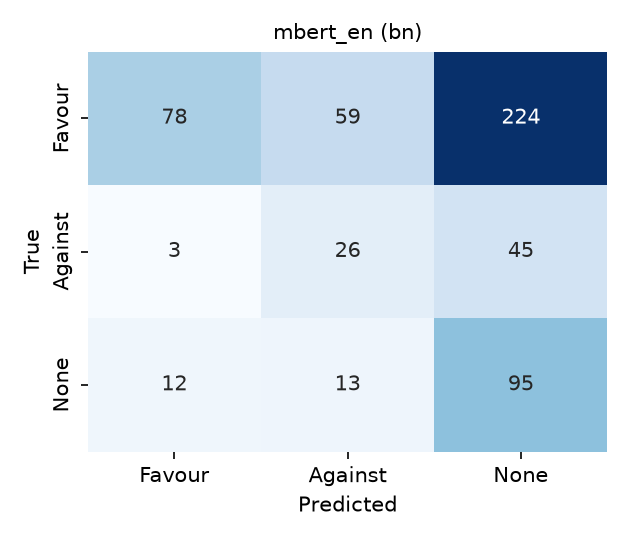 mbert_en (bn)
True
Favour
78 59 224
Against
3 26 45
None
12 13 95
Favour Against None
Predicted